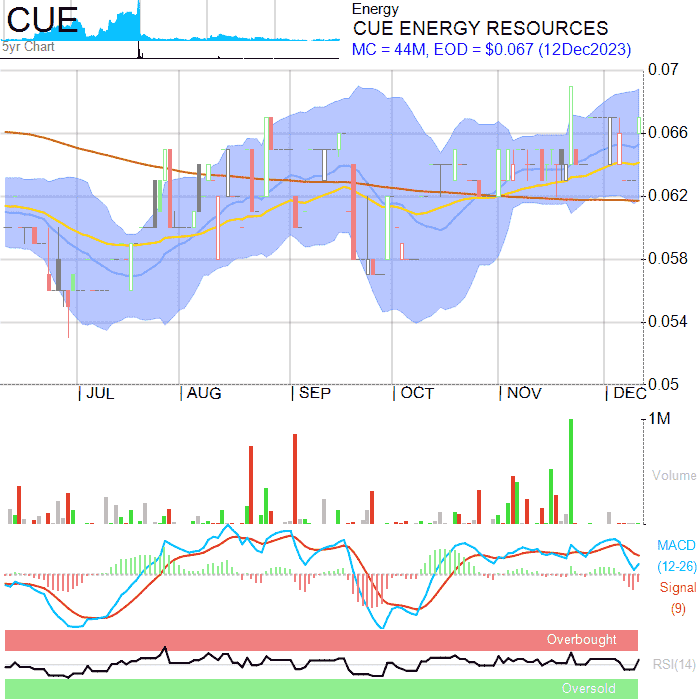 CUE
5yr Chart
Energy
CUE ENERGY RESOURCES
MC = 44M, EOD = $0.067 (12Dec2023)
0.07
0.066
0.062
0.058
0.054
0.05
JUL AUG SEP OCT NOV DEC
1M
Volume
MACD
(12-26)
Signal
(9)
Overbought
RSI(14)
Oversold